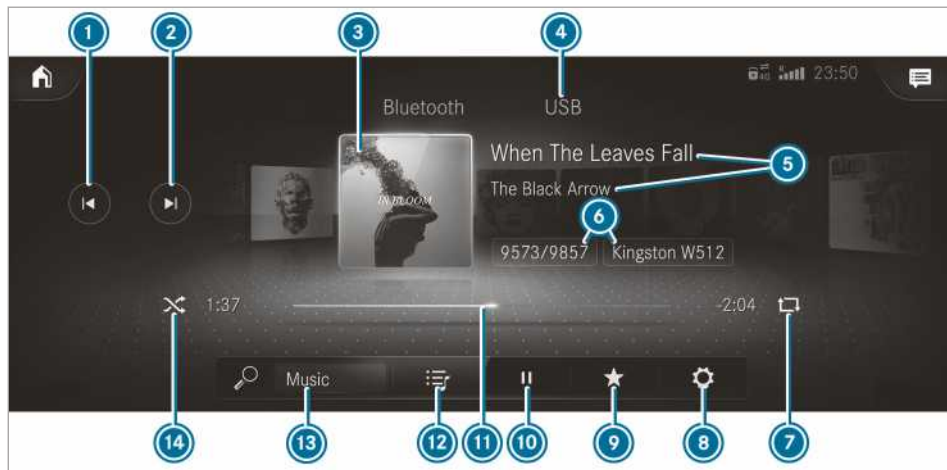 1 2 3 4
4G 23:50
Bluetooth USB
When The Leaves Fall
5
The Black Arrow
IN BLOOM
6
9573/9857 Kingston W512
1:37 -2:04
Music
14 13 12 11 10 9 8 7